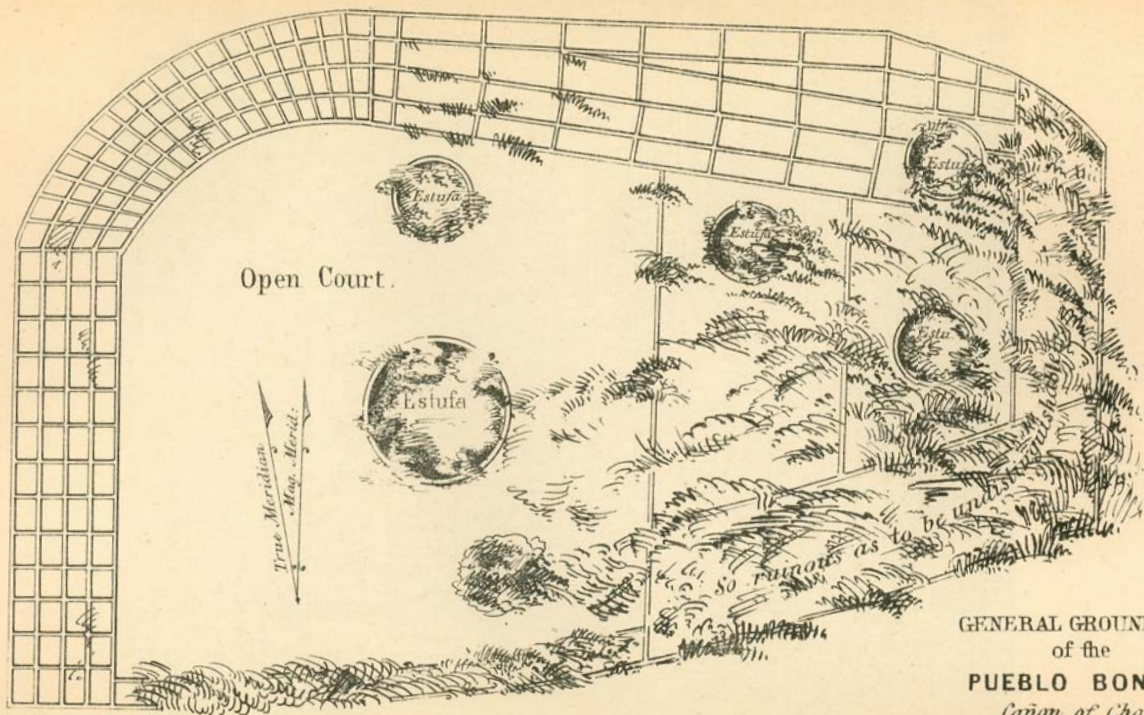 Estufa
Estufa
Estufa
Open Court.
Estufa
True Meridian
Mag. Merid:
So ruinous as to be undistinguishable
GENERAL GROUN
of the
PUEBLO BON
Cañon of Cha